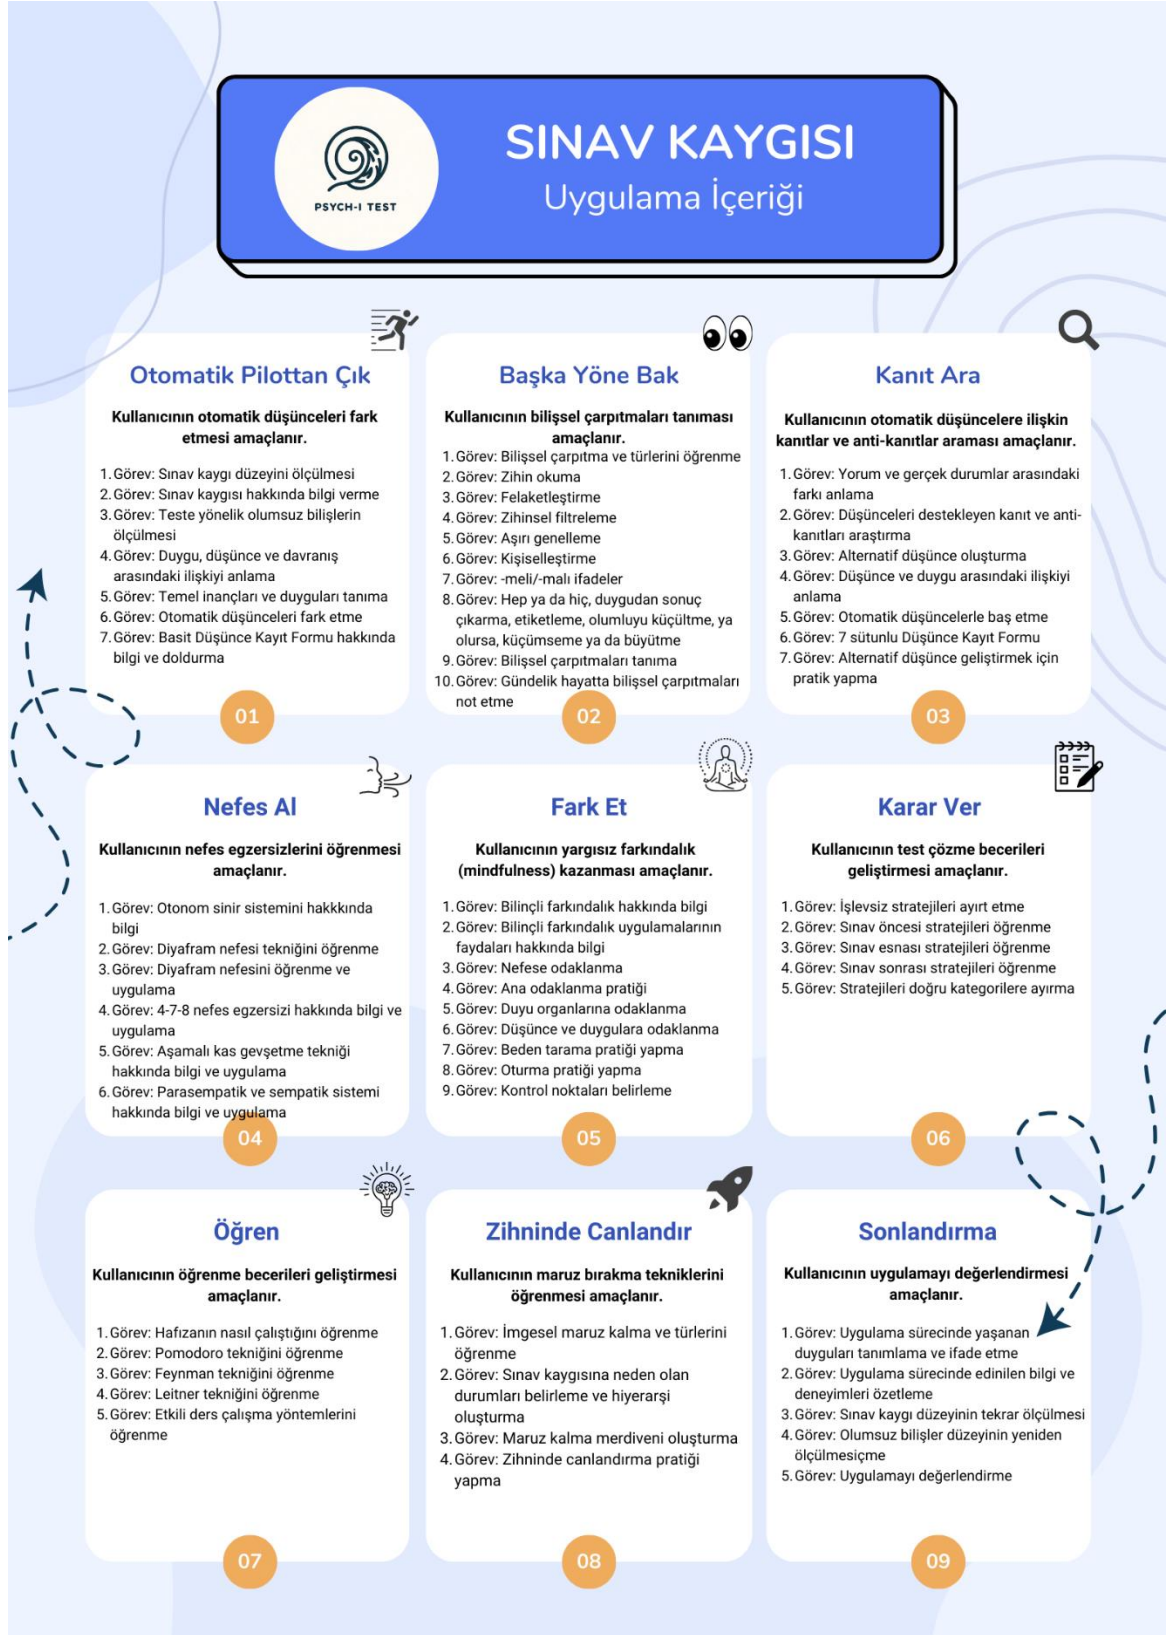 PSYCH-I TEST
SINAV KAYGISI
Uygulama İçeriği
Otomatik Pilottan Çık
Kullanıcının otomatik düşünceleri fark
etmesi amaçlanır.
1. Görev: Sınav kaygı düzeyini ölçülmesi
2. Görev: Sınav kaygısı hakkında bilgi verme
3. Görev: Teste yönelik olumsuz bilişlerin
ölçülmesi
4. Görev: Duygu, düşünce ve davranış
arasındaki ilişkiyi anlama
5. Görev: Temel inançları ve duyguları tanıma
6. Görev: Otomatik düşünceleri fark etme
7. Görev: Basit Düşünce Kayıt Formu hakkında
bilgi ve doldurma
01
Başka Yöne Bak
Kullanıcının bilişsel çarpıtmaları tanıması
amaçlanır.
1. Görev: Bilişsel çarpıtma ve türlerini öğrenme
2. Görev: Zihin okuma
3. Görev: Felaketleştirme
4. Görev: Zihinsel filtreleme
5. Görev: Aşırı genelleme
6. Görev: Kişiselleştirme
7. Görev: -meli/-malı ifadeler
8. Görev: Hep ya da hiç, duygudan sonuç
çıkarma, etiketleme, olumluyu küçültme, ya
olursa, küçümseme ya da büyütme
9. Görev: Bilişsel çarpıtmaları tanıma
10. Görev: Gündelik hayatta bilişsel çarpıtmaları
not etme
02
Kanıt Ara
Kullanıcının otomatik düşüncelere ilişkin
kanıtlar ve anti-kanıtlar araması amaçlanır.
1. Görev: Yorum ve gerçek durumlar arasındaki
farkı anlama
2. Görev: Düşünceleri destekleyen kanıt ve anti-
kanıtları araştırma
3. Görev: Alternatif düşünce oluşturma
4. Görev: Düşünce ve duygu arasındaki ilişkiyi
anlama
5. Görev: Otomatik düşüncelerle baş etme
6. Görev: 7 sütunlu Düşünce Kayıt Formu
7. Görev: Alternatif düşünce geliştirmek için
pratik yapma
03
Nefes Al
Kullanıcının nefes egzersizlerini öğrenmesi
amaçlanır.
1. Görev: Otonom sinir sistemini hakkkında
bilgi
2. Görev: Diyafram nefesi tekniğini öğrenme
3. Görev: Diyafram nefesini öğrenme ve
uygulama
4. Görev: 4-7-8 nefes egzersizi hakkında bilgi ve
uygulama
5. Görev: Aşamalı kas gevşetme tekniği
hakkında bilgi ve uygulama
6. Görev: Parasempatik ve sempatik sistemi
hakkında bilgi ve uygulama
04
Fark Et
Kullanıcının yargısız farkındalık
(mindfulness) kazanması amaçlanır.
1. Görev: Bilinçli farkındalık hakkında bilgi
2. Görev: Bilinçli farkındalık uygulamalarının
faydaları hakkında bilgi
3. Görev: Nefese odaklanma
4. Görev: Ana odaklanma pratiği
5. Görev: Duyu organlarına odaklanma
6. Görev: Düşünce ve duygulara odaklanma
7. Görev: Beden tarama pratiği yapma
8. Görev: Oturma pratiği yapma
9. Görev: Kontrol noktaları belirleme
05
Karar Ver
Kullanıcının test çözme becerileri
geliştirmesi amaçlanır.
1. Görev: İşlevsiz stratejileri ayırt etme
2. Görev: Sınav öncesi stratejileri öğrenme
3. Görev: Sınav esnası stratejileri öğrenme
4. Görev: Sınav sonrası stratejileri öğrenme
5. Görev: Stratejileri doğru kategorilere ayırma
06
Öğren
Kullanıcının öğrenme becerileri geliştirmesi
amaçlanır.
1. Görev: Hafızanın nasıl çalıştığını öğrenme
2. Görev: Pomodoro tekniğini öğrenme
3. Görev: Feynman tekniğini öğrenme
4. Görev: Leitner tekniğini öğrenme
5. Görev: Etkili ders çalışma yöntemlerini
öğrenme
07
Zihninde Canlandır
Kullanıcının maruz bırakma tekniklerini
öğrenmesi amaçlanır.
1. Görev: İmgesel maruz kalma ve türlerini
öğrenme
2. Görev: Sınav kaygısına neden olan
durumları belirleme ve hiyerarşi
oluşturma
3. Görev: Maruz kalma merdiveni oluşturma
4. Görev: Zihninde canlandırma pratiği
yapma
08
Sonlandırma
Kullanıcının uygulamayı değerlendirmesi
amaçlanır.
1. Görev: Uygulama sürecinde yaşanan
duyguları tanımlama ve ifade etme
2. Görev: Uygulama sürecinde edinilen bilgi ve
deneyimleri özetleme
3. Görev: Sınav kaygı düzeyinin tekrar ölçülmesi
4. Görev: Olumsuz bilişler düzeyinin yeniden
ölçülmesiçme
5. Görev: Uygulamayı değerlendirme
09